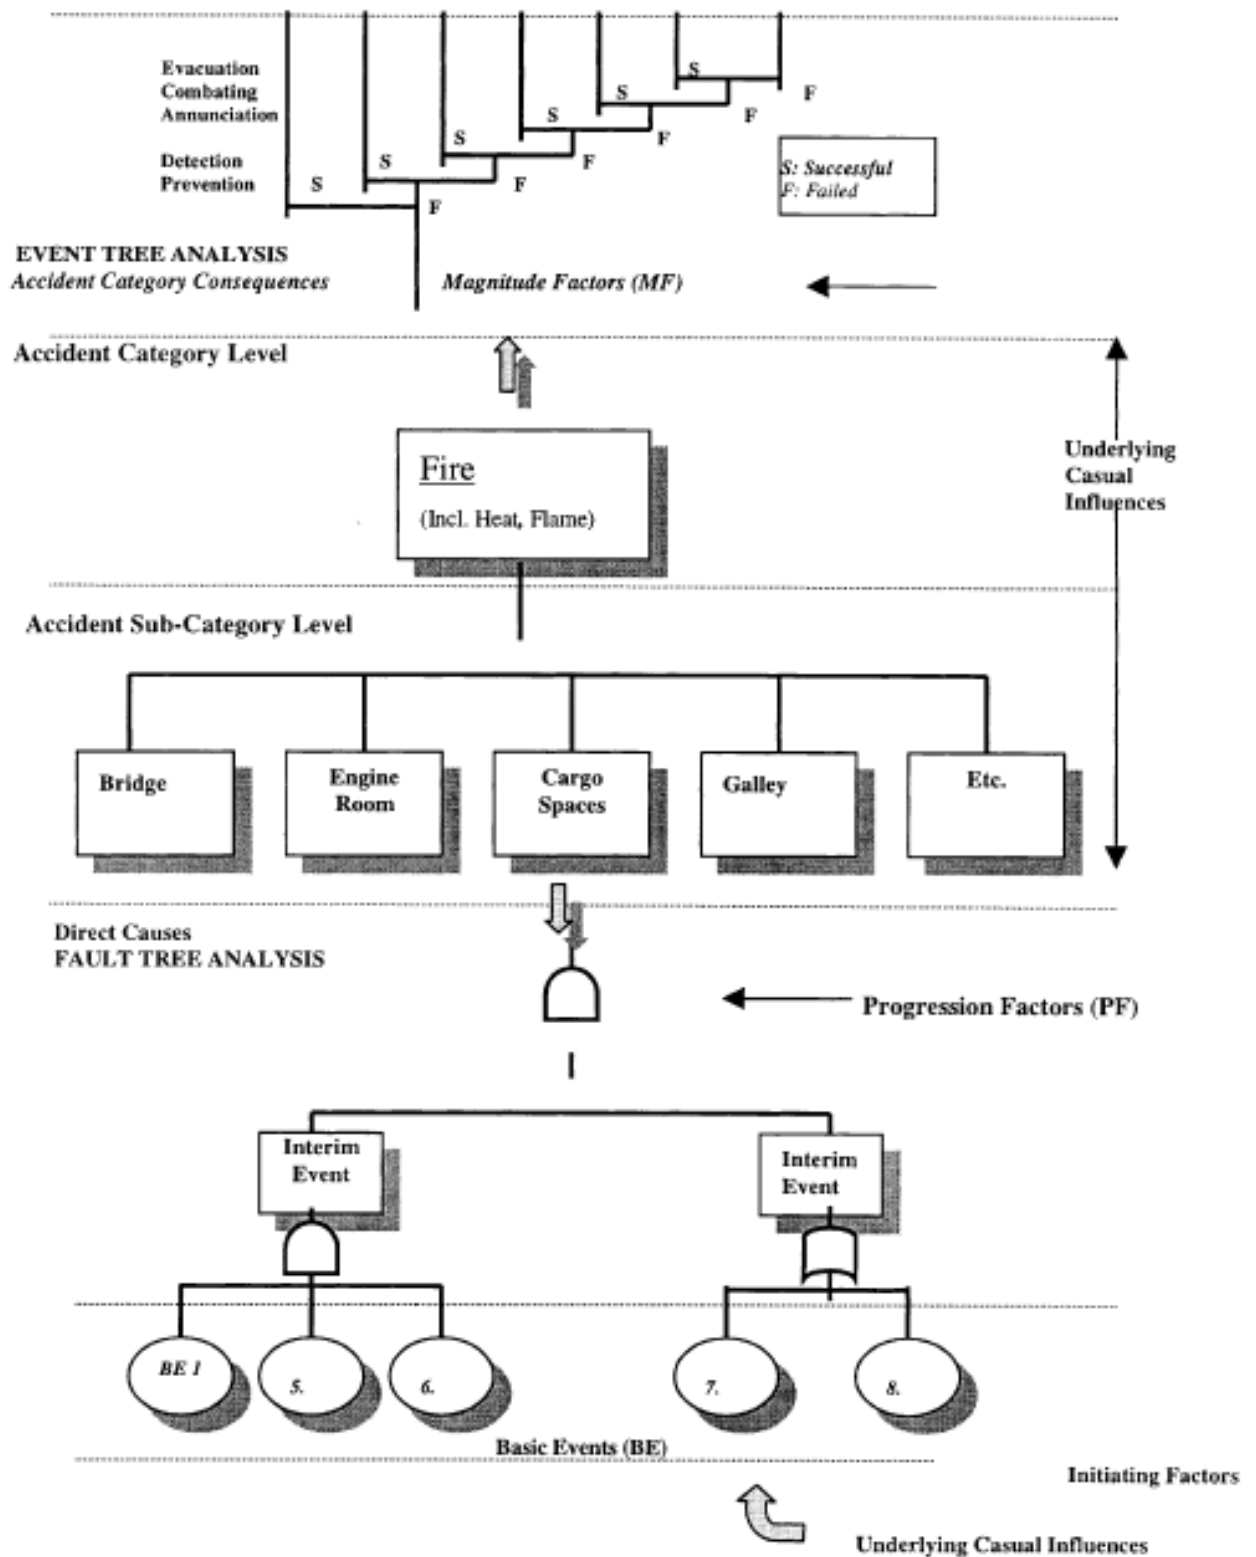 S
Evacuation
Combating
Annunciation
S
F
S
F
S
F
S
F
Detection
Prevention
S
F
S
F
S: Successful
F: Failed
EVENT TREE ANALYSIS
Accident Category Consequences
Magnitude Factors (MF)
Accident Category Level
Fire
(Incl. Heat, Flame)
Underlying
Casual
Influences
Accident Sub-Category Level
Bridge
Engine
Room
Cargo
Spaces
Galley
Etc.
Direct Causes
FAULT TREE ANALYSIS
Progression Factors (PF)
Interim
Event
Interim
Event
BE 1
5.
6.
7.
8.
Basic Events (BE)
Initiating Factors
Underlying Casual Influences